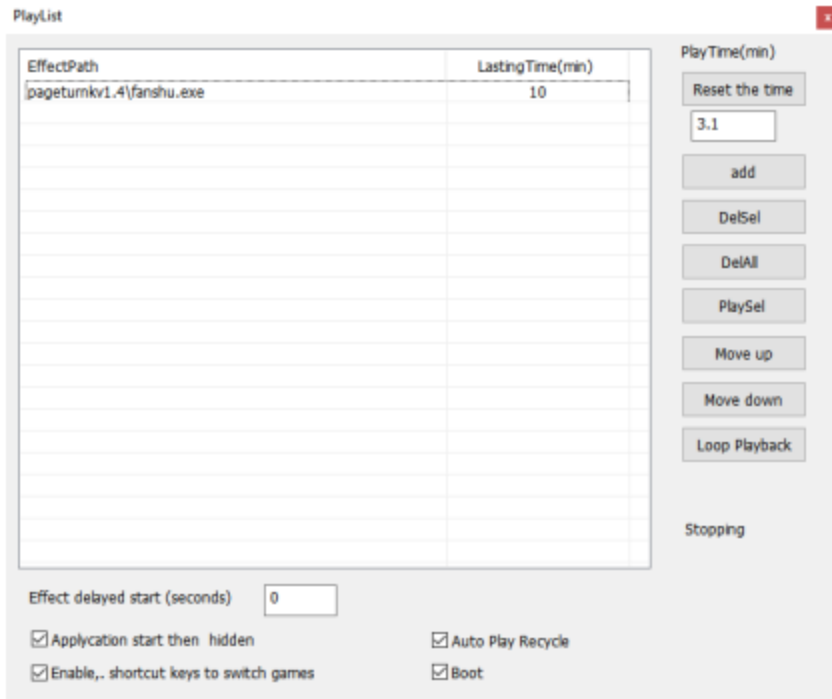 PlayList
x
EffectPath LastingTime(min)
pageturnkv1.4\fanshu.exe 10
PlayTime(min)
Reset the time
3.1
add
DelSel
DelAll
PlaySel
Move up
Move down
Loop Playback
Stopping
Effect delayed start (seconds) 0
Applycation start then hidden
Auto Play Recycle
Enable,. shortcut keys to switch games
Boot